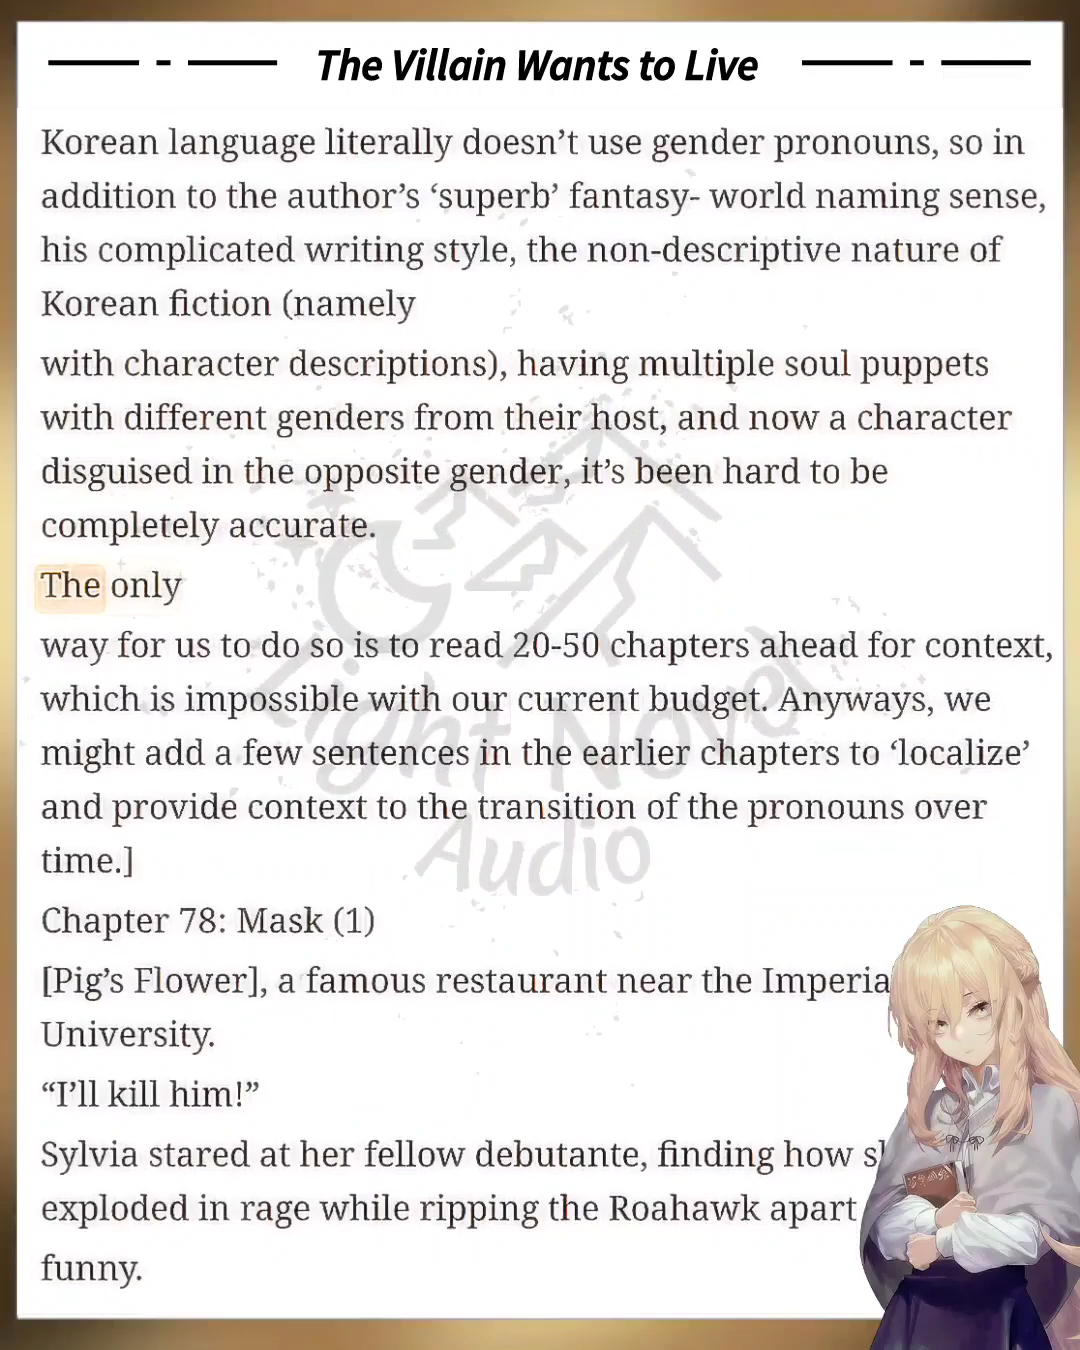 The Villain Wants to Live
Korean language literally doesn’t use gender pronouns, so in
addition to the author’s ‘superb’ fantasy- world naming sense,
his complicated writing style, the non-descriptive nature of
Korean fiction (namely
with character descriptions), having multiple soul puppets
with different genders from their host, and now a character
disguised in the opposite gender, it’s been hard to be
completely accurate.
The only
way for us to do so is to read 20-50 chapters ahead for context,
which is impossible with our current budget. Anyways, we
might add a few sentences in the earlier chapters to ‘localize’
and provide context to the transition of the pronouns over
time.]
Light Novel
Audio
Chapter 78: Mask (1)
[Pig’s Flower], a famous restaurant near the Imperia
University.
“I’ll kill him!”
Sylvia stared at her fellow debutante, finding how
exploded in rage while ripping the Roahawk apart
funny.